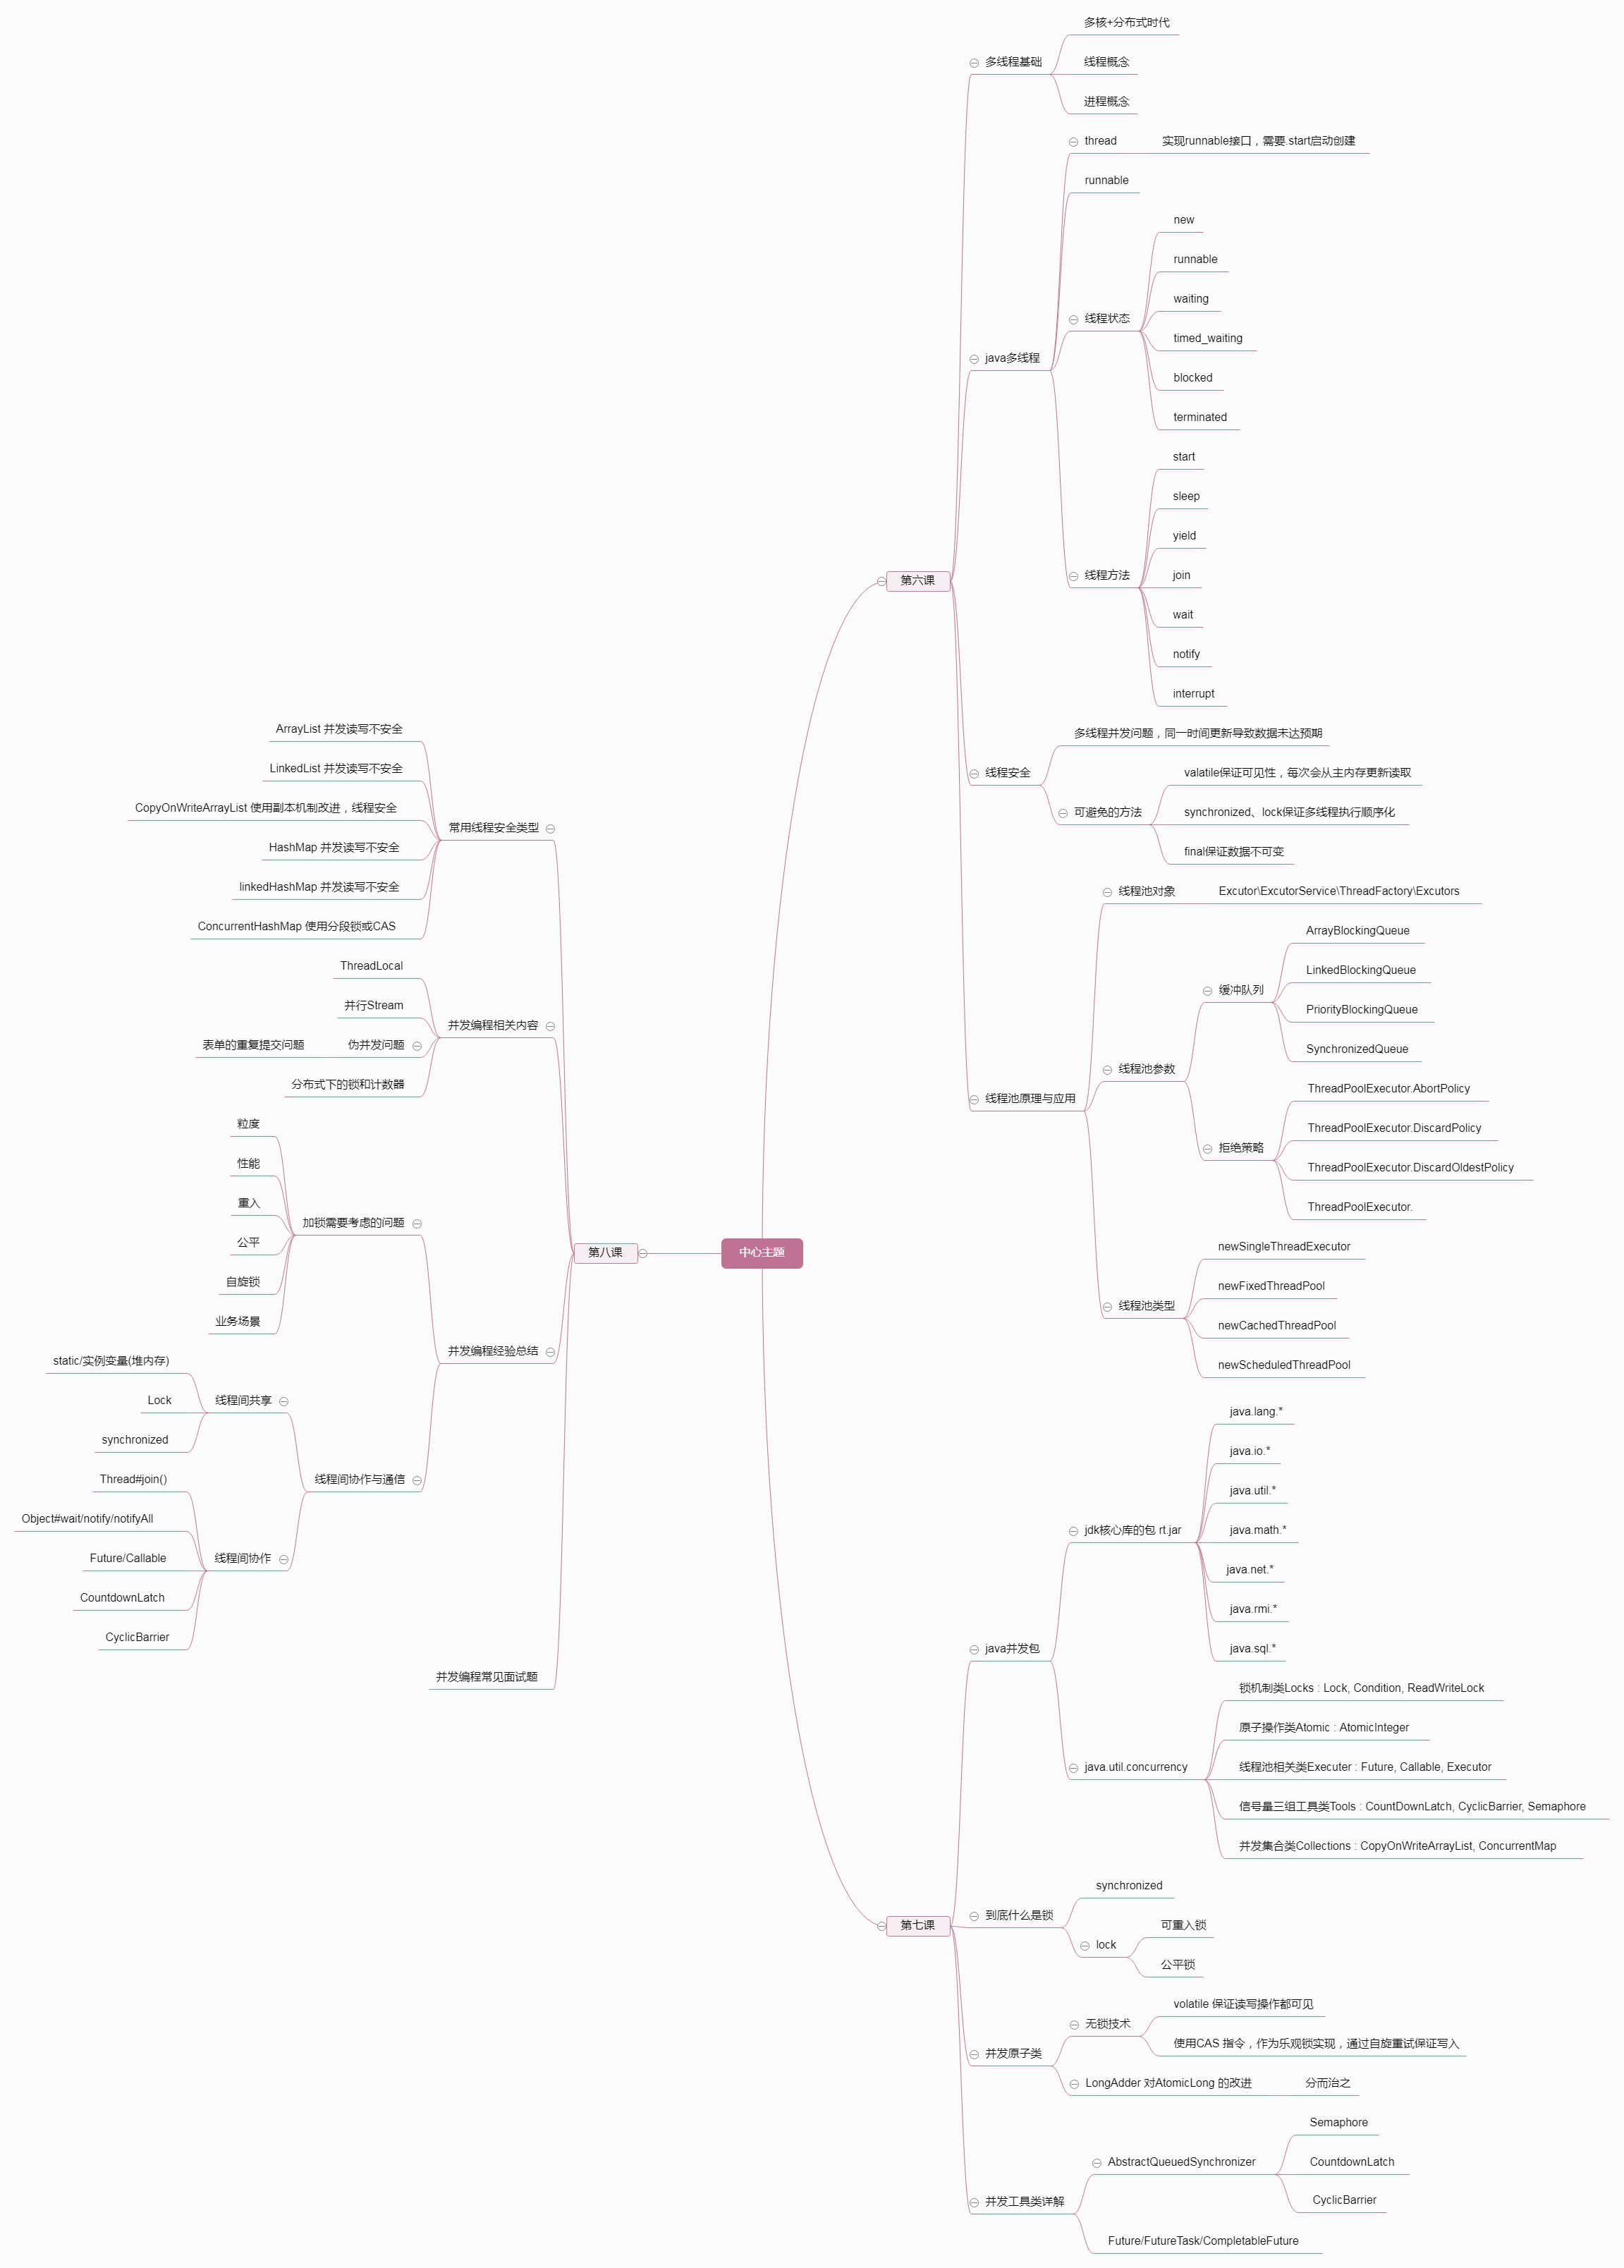 中心主题
第六课
多线程基础
多核+分布式时代
线程概念
进程概念
java多线程
thread
实现runnable接口，需要.start启动创建
runnable
线程状态
new
runnable
waiting
timed_waiting
blocked
terminated
线程方法
start
sleep
yield
join
wait
notify
interrupt
线程安全
多线程并发问题，同一时间更新导致数据未达预期
可避免的方法
valatile保证可见性，每次会从主内存更新读取
synchronized、lock保证多线程执行顺序化
final保证数据不可变
线程池原理与应用
线程池对象
Excutor\ExcutorService\ThreadFactory\Excutors
线程池参数
缓冲队列
ArrayBlockingQueue
LinkedBlockingQueue
PriorityBlockingQueue
SynchronizedQueue
拒绝策略
ThreadPoolExecutor.AbortPolicy
ThreadPoolExecutor.DiscardPolicy
ThreadPoolExecutor.DiscardOldestPolicy
ThreadPoolExecutor.
线程池类型
newSingleThreadExecutor
newFixedThreadPool
newCachedThreadPool
newScheduledThreadPool
第七课
java并发包
jdk核心库的包 rt.jar
java.lang.*
java.io.*
java.util.*
java.math.*
java.net.*
java.rmi.*
java.sql.*
java.util.concurrency
锁机制类Locks : Lock, Condition, ReadWriteLock
原子操作类Atomic : AtomicInteger
线程池相关类Executer : Future, Callable, Executor
信号量三组工具类Tools : CountDownLatch, CyclicBarrier, Semaphore
并发集合类Collections : CopyOnWriteArrayList, ConcurrentMap
到底什么是锁
synchronized
lock
可重入锁
公平锁
并发原子类
无锁技术
volatile 保证读写操作都可见
使用CAS 指令，作为乐观锁实现，通过自旋重试保证写入
LongAdder 对AtomicLong 的改进
分而治之
并发工具类详解
AbstractQueuedSynchronizer
Semaphore
CountdownLatch
CyclicBarrier
Future/FutureTask/CompletableFuture
第八课
常用线程安全类型
ArrayList 并发读写不安全
LinkedList 并发读写不安全
CopyOnWriteArrayList 使用副本机制改进，线程安全
HashMap 并发读写不安全
linkedHashMap 并发读写不安全
ConcurrentHashMap 使用分段锁或CAS
并发编程相关内容
ThreadLocal
并行Stream
伪并发问题
表单的重复提交问题
分布式下的锁和计数器
并发编程经验总结
加锁需要考虑的问题
粒度
性能
重入
公平
自旋锁
业务场景
线程间协作与通信
线程间共享
static/实例变量(堆内存)
Lock
synchronized
线程间协作
Thread#join()
Object#wait/notify/notifyAll
Future/Callable
CountdownLatch
CyclicBarrier
并发编程常见面试题